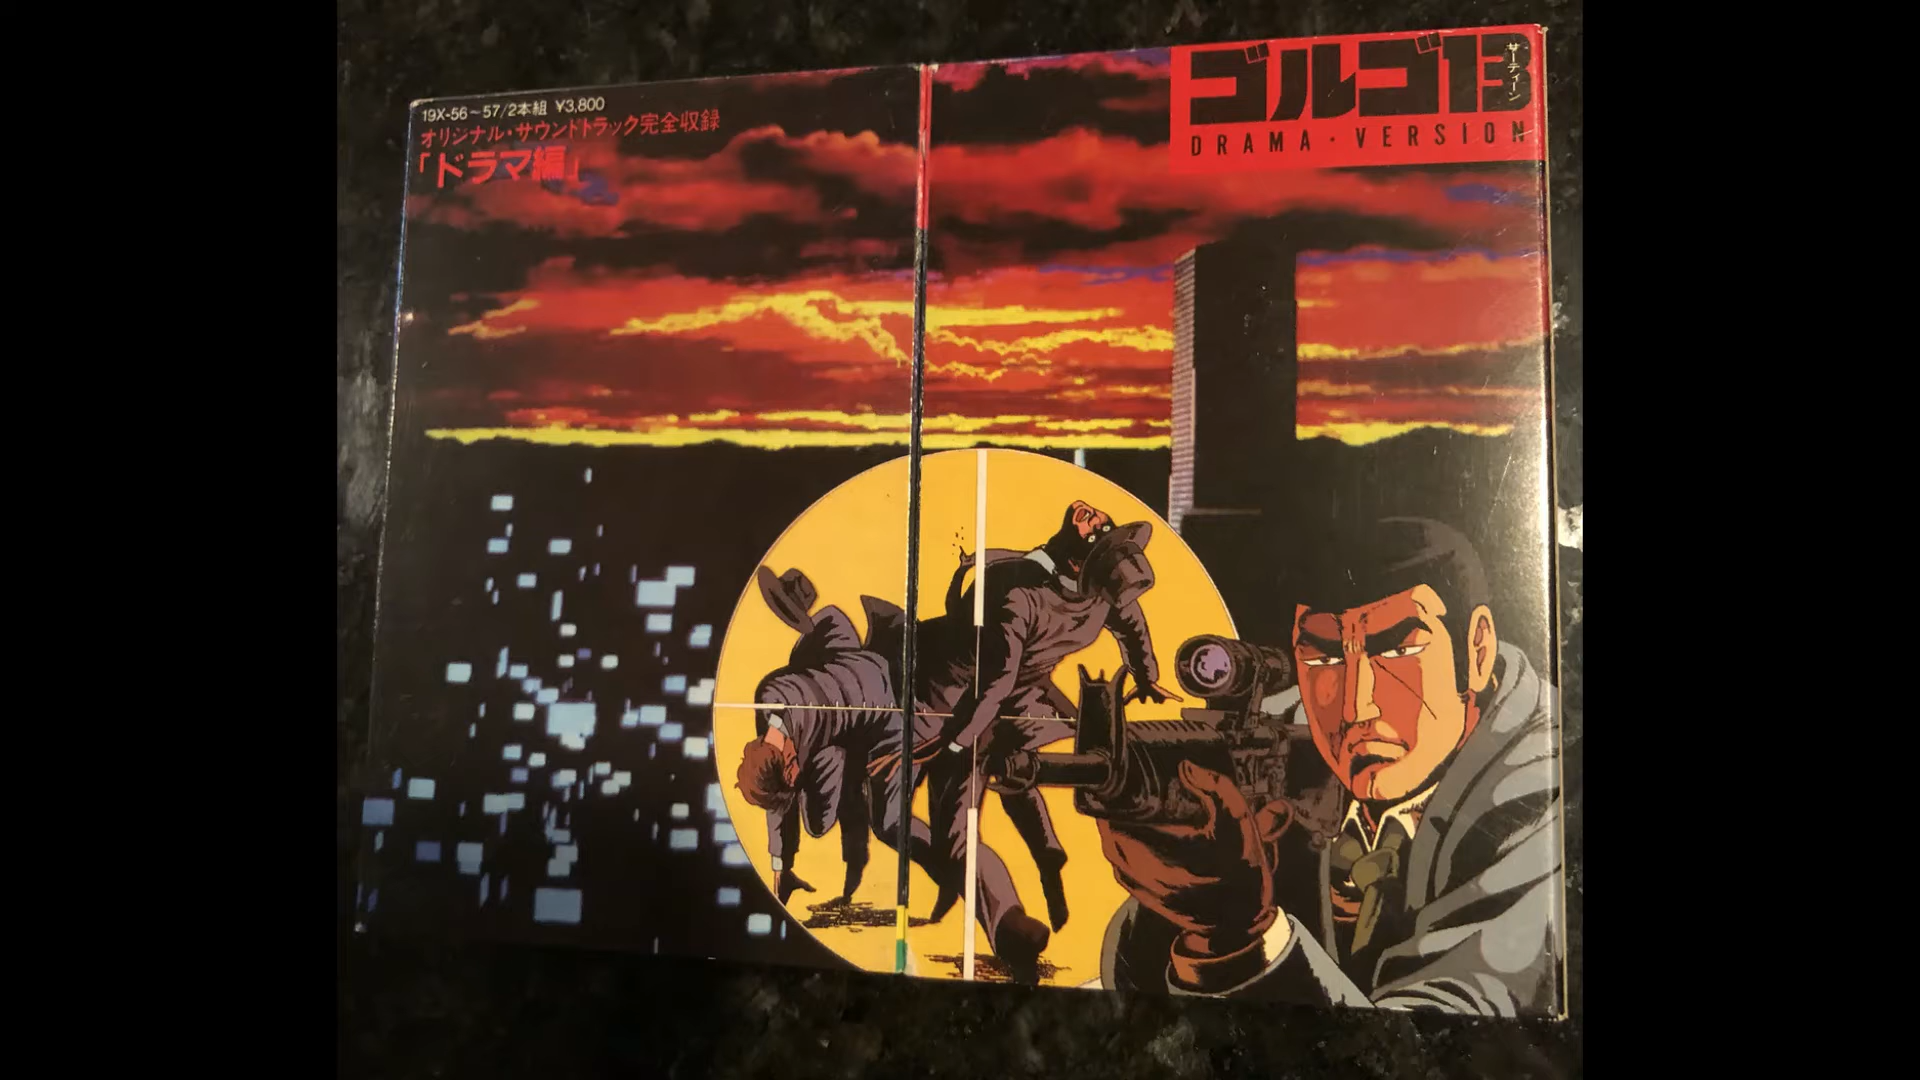 19X-56～57/2本組 ¥3,800
オリジナル・サウンドトラック完全収録
「ドラマ編」
ゴルゴ13
サーティーン
DRAMA・VERSION